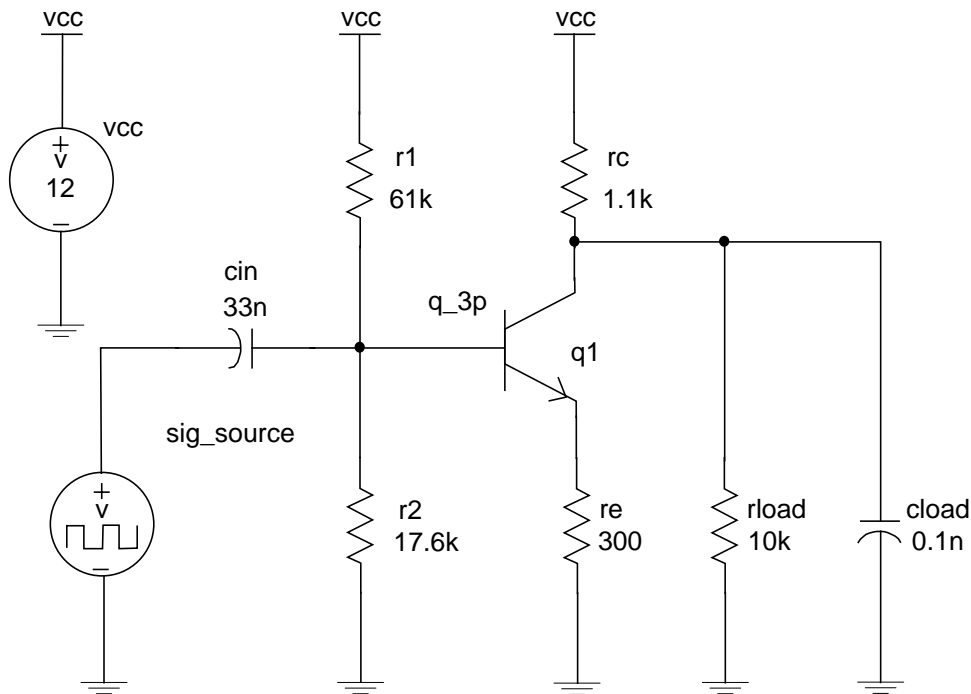 vcc
vcc
vcc
vcc
+
v
12
–
r1
61k
rc
1.1k
cin
33n
q_3p
q1
sig_source
+
v
–
r2
17.6k
re
300
rload
10k
cload
0.1n